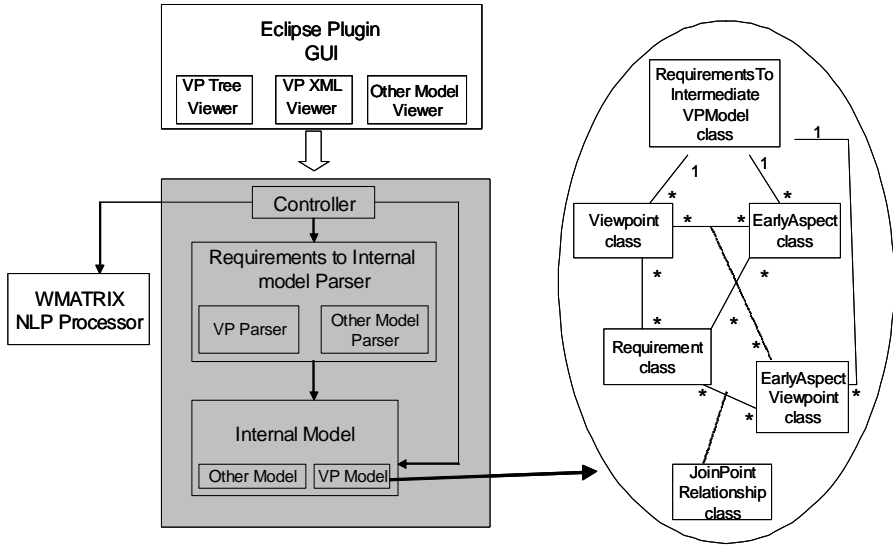 Eclipse Plugin
GUI
VP Tree
Viewer
VP XML
Viewer
Other Model
Viewer
Controller
Requirements to Internal
model Parser
VP Parser
Other Model
Parser
WMATRIX
NLP Processor
Internal Model
Other Model
VP Model
RequirementsTo
Intermediate
VPModel
class
1
1
1
*
*
Viewpoint
class
*
*
EarlyAspect
class
*
*
*
*
*
Requirement
class
EarlyAspect
Viewpoint
class
*
*
*
JoinPoint
Relationship
class